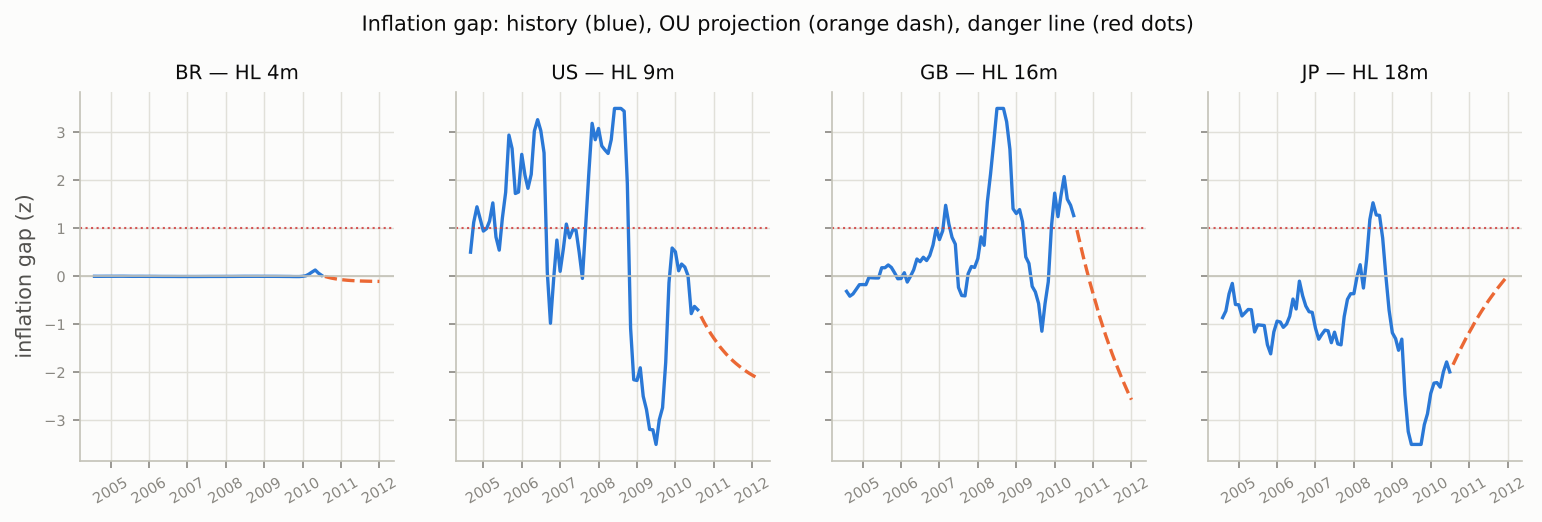 Inflation gap: history (blue), OU projection (orange dash), danger line (red dots)
BR — HL 4m
US — HL 9m
GB — HL 16m
JP — HL 18m
inflation gap (z)
3
2
1
0
−1
−2
−3
2005 2006 2007 2008 2009 2010 2011 2012
2005 2006 2007 2008 2009 2010 2011 2012
2005 2006 2007 2008 2009 2010 2011 2012
2005 2006 2007 2008 2009 2010 2011 2012